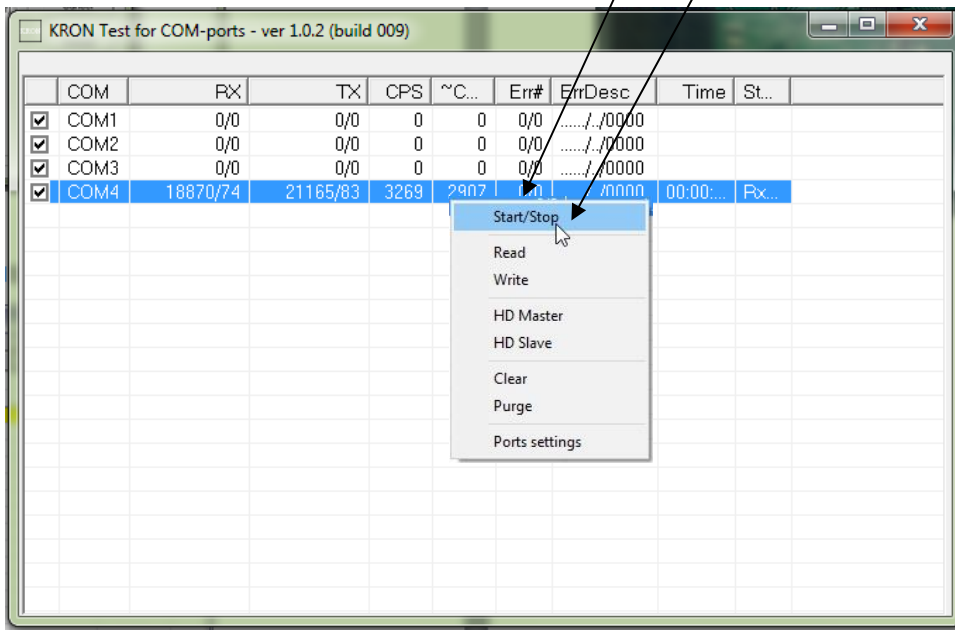 KRON Test for COM-ports - ver 1.0.2 (build 009)
COM RX TX CPS ~C... Err# ErrDesc Time St...
COM1 0/0 0/0 0 0 0/0 ....../../0000
COM2 0/0 0/0 0 0 0/0 ....../../0000
COM3 0/0 0/0 0 0 0/0 ....../../0000
COM4 18870/74 21165/83 3269 2907 0/0 ....../../0000 00:00:... Rx...
Start/Stop
Read
Write
HD Master
HD Slave
Clear
Purge
Ports settings